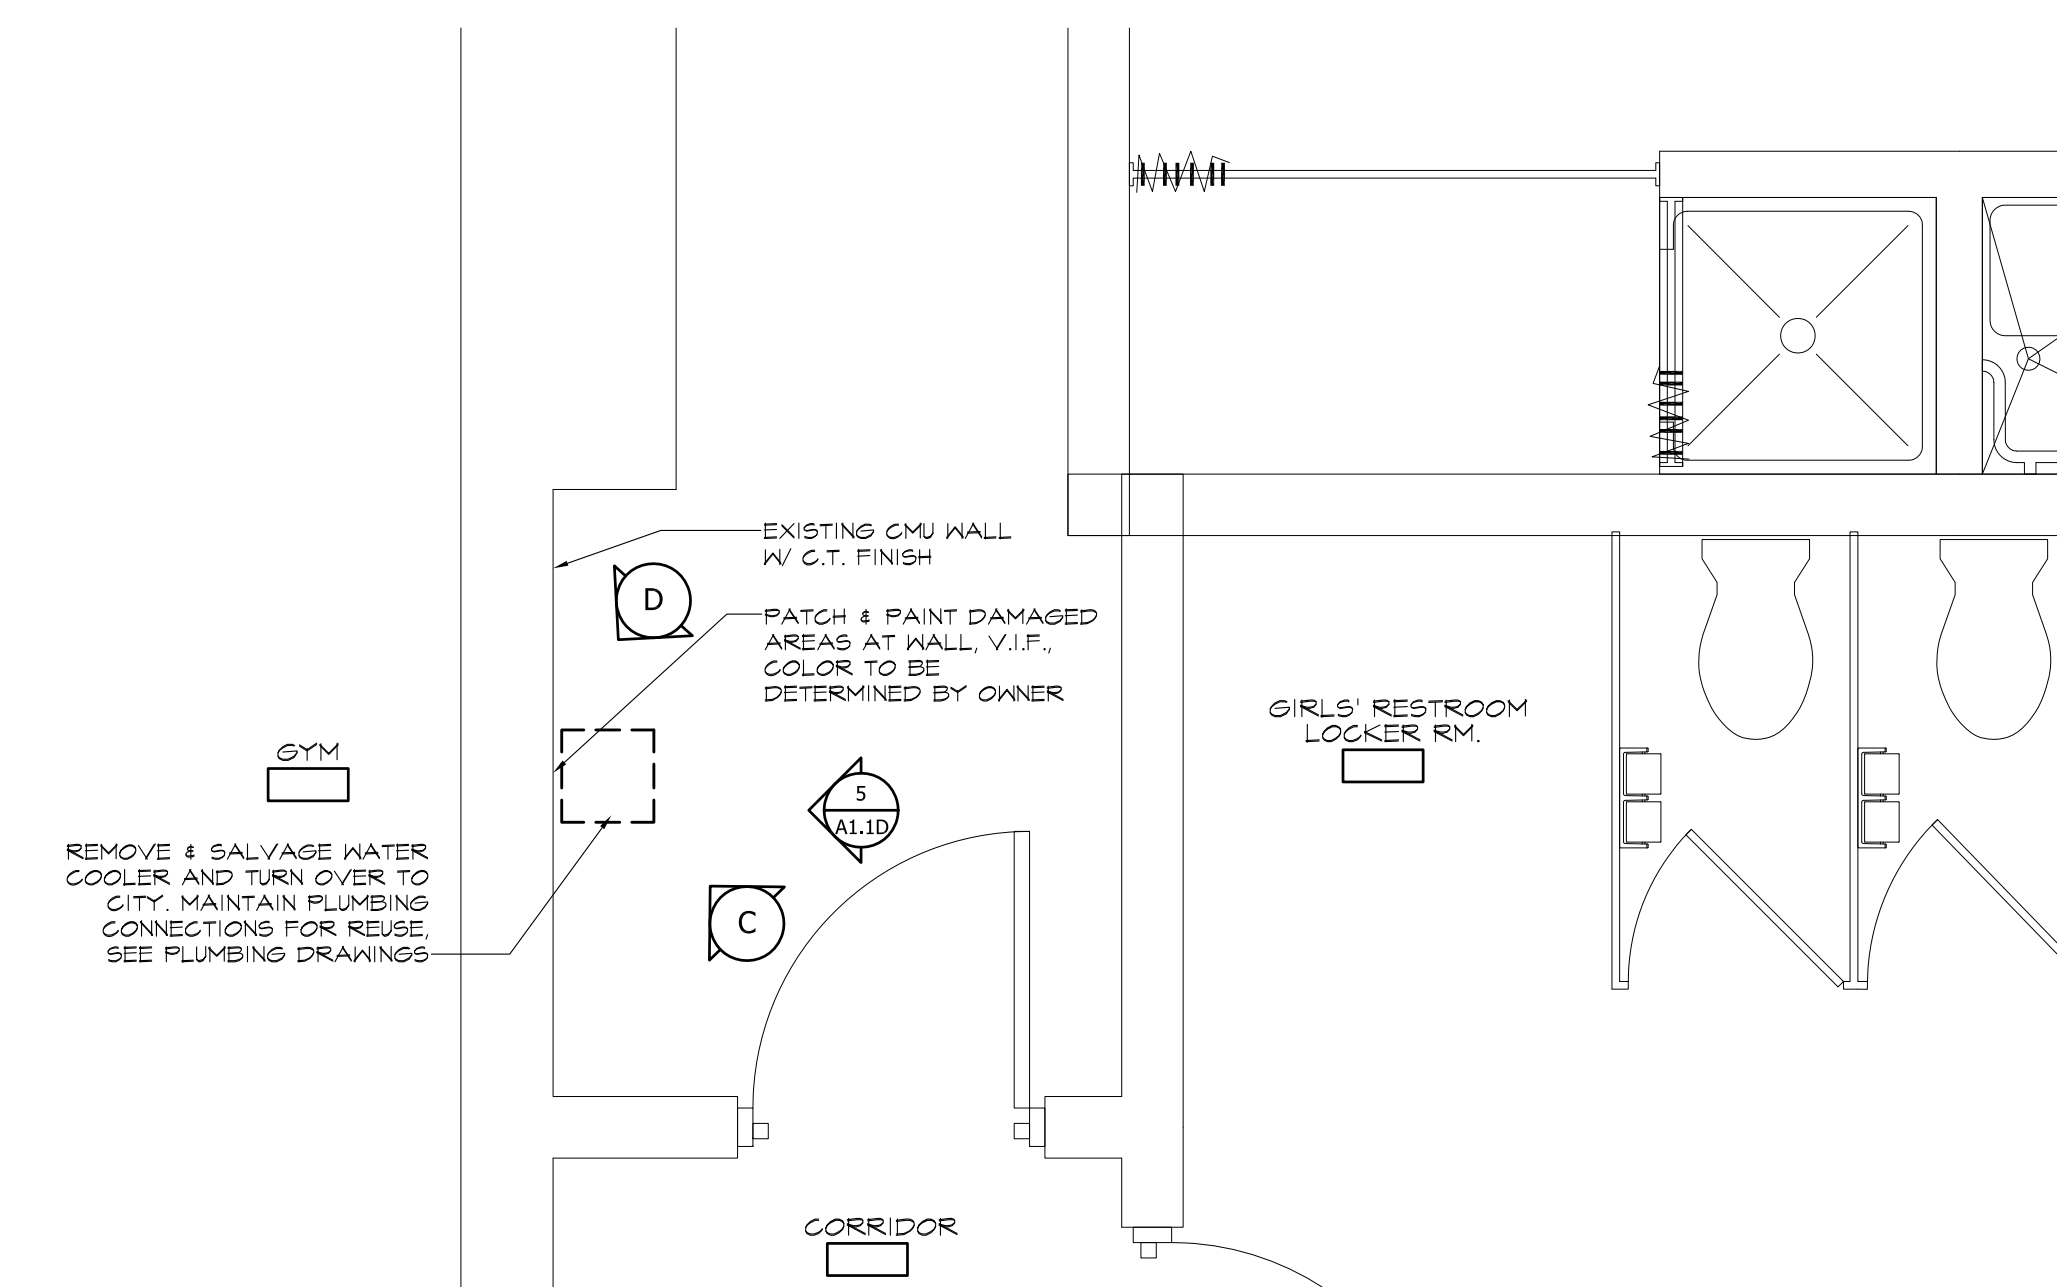 EXISTING CMU WALL
W/ C.T. FINISH
D
PATCH & PAINT DAMAGED
AREAS AT WALL, V.I.F.,
COLOR TO BE
DETERMINED BY OWNER
GIRLS' RESTROOM
LOCKER RM.
GYM
5
A1.1D
REMOVE & SALVAGE WATER
COOLER AND TURN OVER TO
CITY. MAINTAIN PLUMBING
CONNECTIONS FOR REUSE,
SEE PLUMBING DRAWINGS
C
CORRIDOR